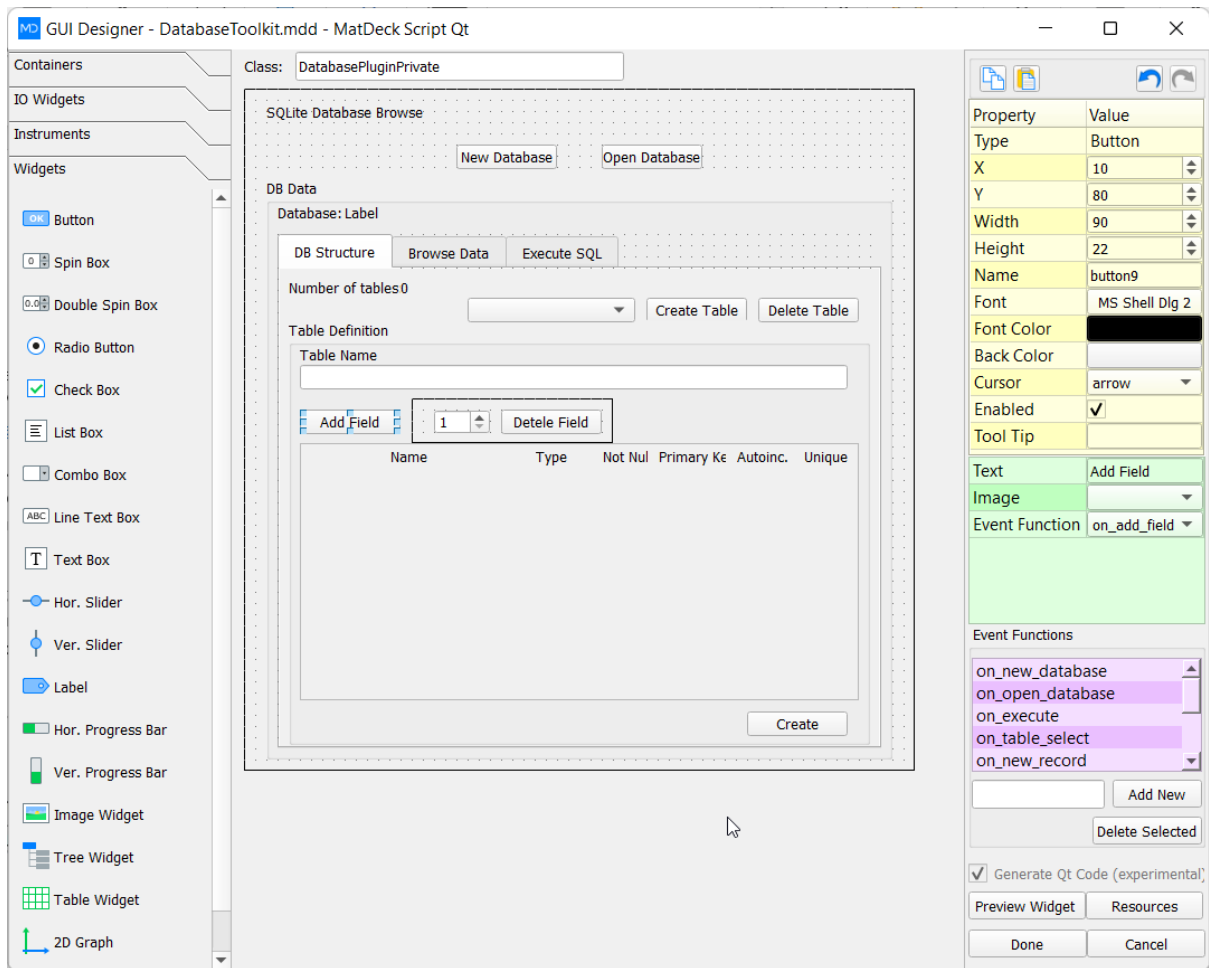 MD GUI Designer - DatabaseToolkit.mdd - MatDeck Script Qt
Containers
IO Widgets
Instruments
Widgets
OK Button
0 Spin Box
0.0 Double Spin Box
Radio Button
Check Box
List Box
Combo Box
ABC Line Text Box
T Text Box
Hor. Slider
Ver. Slider
Label
Hor. Progress Bar
Ver. Progress Bar
Image Widget
Tree Widget
Table Widget
2D Graph
Class: DatabasePluginPrivate
SQLite Database Browse
New Database Open Database
DB Data
Database: Label
DB Structure Browse Data Execute SQL
Number of tables 0
Create Table Delete Table
Table Definition
Table Name
Add Field 1 Detele Field
Name Type Not Nul Primary Ke Autoinc. Unique
Create
Property Value
Type Button
X 10
Y 80
Width 90
Height 22
Name button9
Font MS Shell Dlg 2
Font Color
Back Color
Cursor arrow
Enabled
Tool Tip
Text Add Field
Image
Event Function on_add_field
Event Functions
on_new_database
on_open_database
on_execute
on_table_select
on_new_record
Add New
Delete Selected
Generate Qt Code (experimental)
Preview Widget Resources
Done Cancel